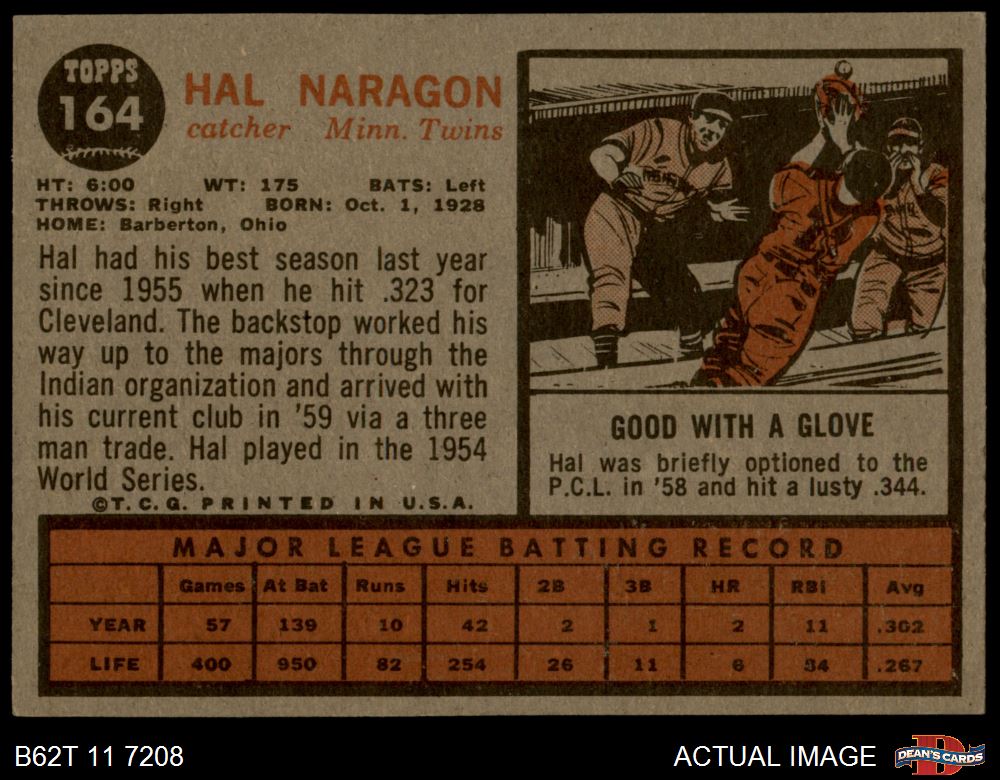 TOPPS
164
HAL NARAGON
catcher Minn. Twins
HT: 6:00 WT: 175 BATS: Left
THROWS: Right BORN: Oct. 1, 1928
HOME: Barberton, Ohio
Hal had his best season last year
since 1955 when he hit .323 for
Cleveland. The backstop worked his
way up to the majors through the
Indian organization and arrived with
his current club in '59 via a three
man trade. Hal played in the 1954
World Series.
©T.C.G. PRINTED IN U.S.A.
GOOD WITH A GLOVE
Hal was briefly optioned to the
P.C.L. in '58 and hit a lusty .344.
MAJOR LEAGUE BATTING RECORD
Games At Bat Runs Hits 2B 3B HR RBI Avg
YEAR 57 139 10 42 2 1 2 11 .302
LIFE 400 950 82 254 26 11 6 84 .267
B62T 11 7208
ACTUAL IMAGE
D
DEAN'S CARDS